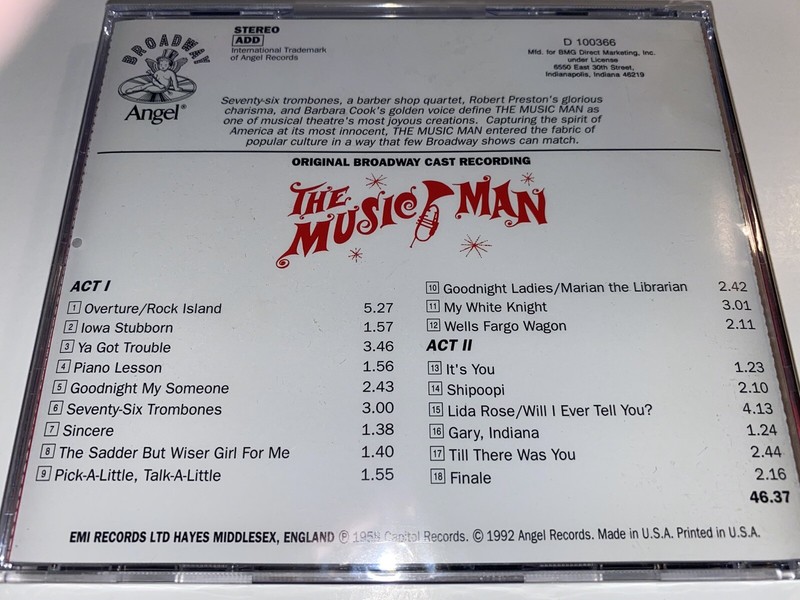 BROADWAY
Angel®
STEREO
ADD
International Trademark
of Angel Records
D 100366
Mfd. for BMG Direct Marketing, Inc.
under License
6550 East 30th Street,
Indianapolis, Indiana 46219
Seventy-six trombones, a barber shop quartet, Robert Preston's glorious
charisma, and Barbara Cook's golden voice define THE MUSIC MAN as
one of musical theatre's most joyous creations. Capturing the spirit of
America at its most innocent, THE MUSIC MAN entered the fabric of
popular culture in a way that few Broadway shows can match.
ORIGINAL BROADWAY CAST RECORDING
THE
MUSIC MAN
ACT I
1 Overture/Rock Island 5.27
2 Iowa Stubborn 1.57
3 Ya Got Trouble 3.46
4 Piano Lesson 1.56
5 Goodnight My Someone 2.43
6 Seventy-Six Trombones 3.00
7 Sincere 1.38
8 The Sadder But Wiser Girl For Me 1.40
9 Pick-A-Little, Talk-A-Little 1.55
10 Goodnight Ladies/Marian the Librarian 2.42
11 My White Knight 3.01
12 Wells Fargo Wagon 2.11
ACT II
13 It's You 1.23
14 Shipoopi 2.10
15 Lida Rose/Will I Ever Tell You? 4.13
16 Gary, Indiana 1.24
17 Till There Was You 2.44
18 Finale 2.16
46.37
EMI RECORDS LTD HAYES MIDDLESEX, ENGLAND ℗ 1958 Capitol Records. © 1992 Angel Records. Made in U.S.A. Printed in U.S.A.